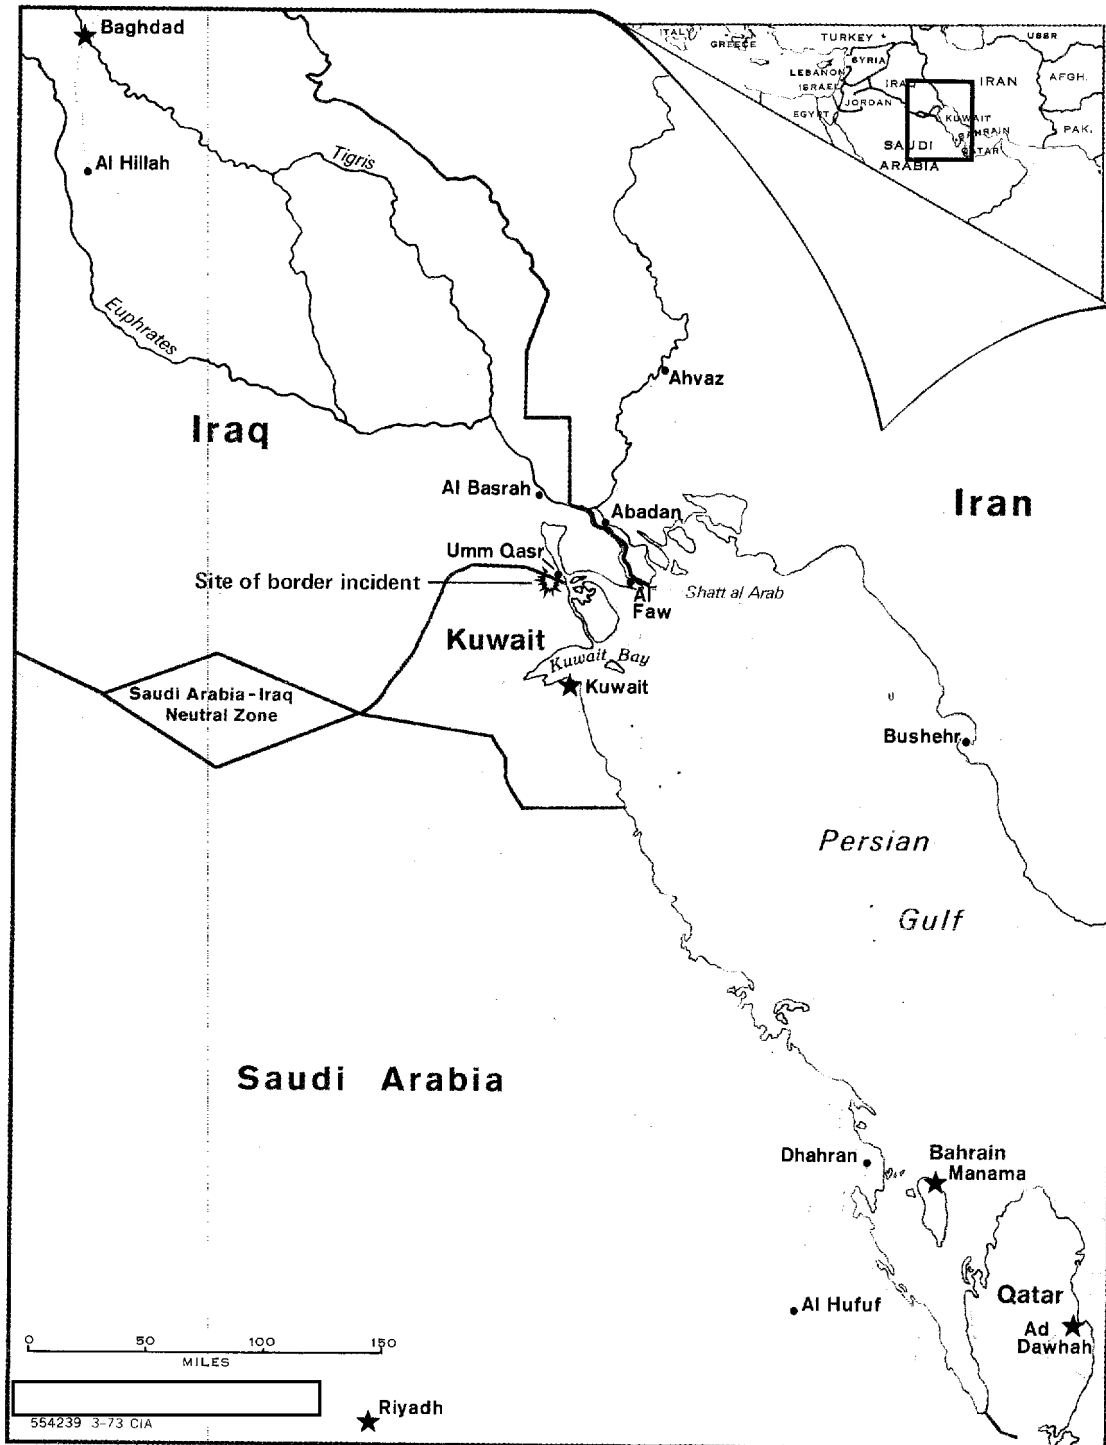 Baghdad
ITALY
GREECE
TURKEY
USSR
LEBANON
SYRIA
ISRAEL
IRAQ
IRAN
AFGH.
JORDAN
EGYPT
KUWAIT
BAHRAIN
QATAR
PAK.
SAUDI
ARABIA
Al Hillah
Tigris
Euphrates
Ahvaz
Iraq
Al Basrah
Abadan
Iran
Umm Qasr
Site of border incident
Al
Faw
Shatt al Arab
Kuwait
Kuwait Bay
Kuwait
Saudi Arabia-Iraq
Neutral Zone
Bushehr
Persian
Gulf
Saudi Arabia
Dhahran
Bahrain
Manama
Al Hufuf
Qatar
Ad
Dawhah
0 50 100 150
MILES
Riyadh
554239 3-73 CIA